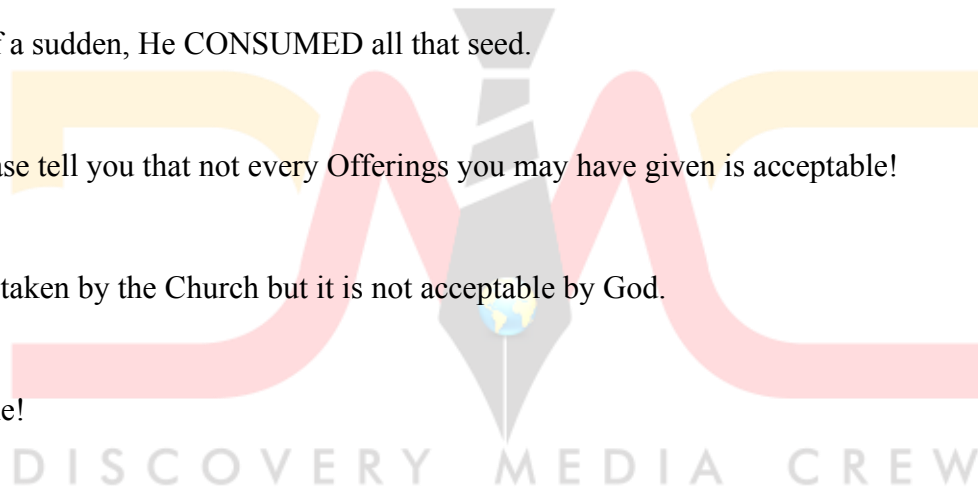 f a sudden, He CONSUMED all that seed.
ase tell you that not every Offerings you may have given is acceptable!
taken by the Church but it is not acceptable by God.
e!
DMC
DISCOVERY MEDIA CREW